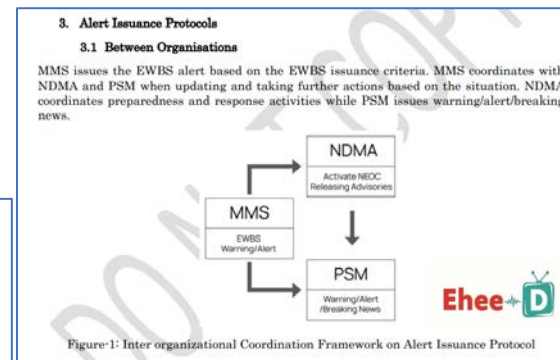 3. Alert Issuance Protocols
3.1 Between Organisations
MMS issues the EWBS alert based on the EWBS issuance criteria. MMS coordinates with
NDMA and PSM when updating and taking further actions based on the situation. NDMA
coordinates preparedness and response activities while PSM issues warning/alert/breaking
news.
NDMA
Activate NEOC
Releasing Advisories
MMS
EWBS
Warning/Alert
PSM
Warning/Alert
/Breaking News
Ehee D
Figure-1: Inter organizational Coordination Framework on Alert Issuance Protocol